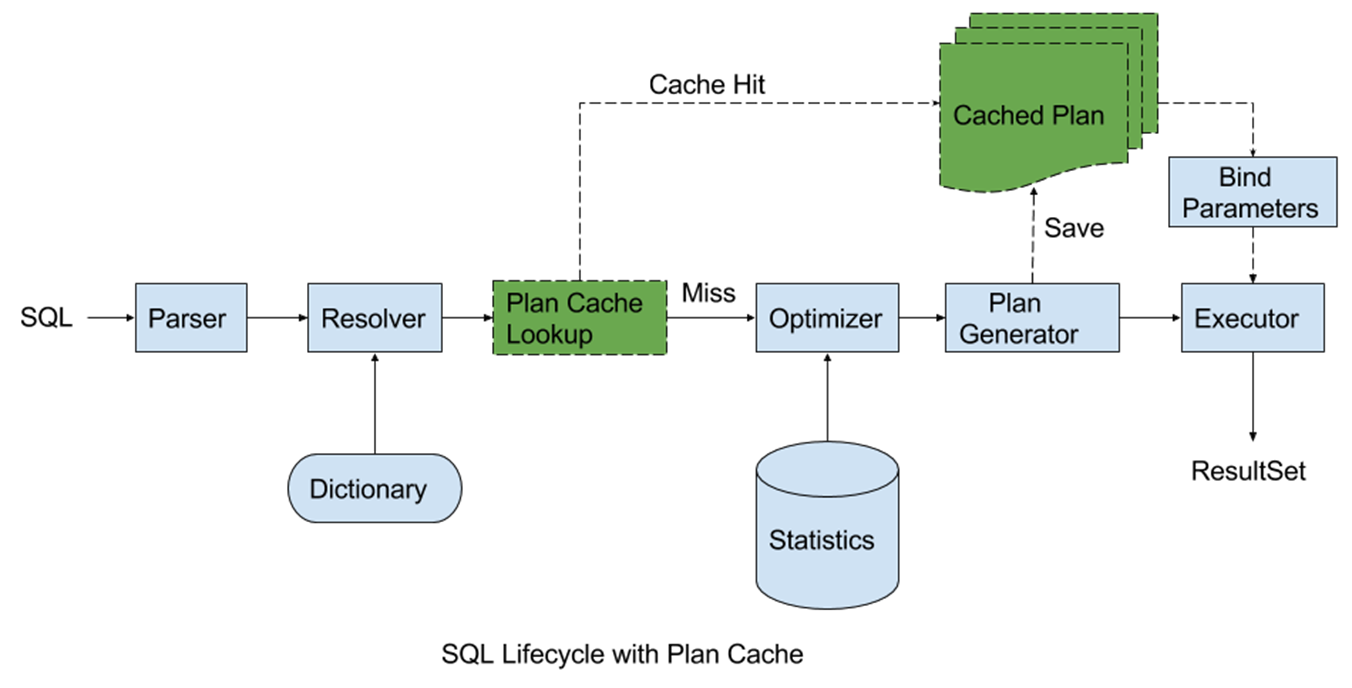 Cache Hit
Cached Plan
Bind
Parameters
Save
SQL
Parser
Resolver
Plan Cache
Lookup
Miss
Optimizer
Plan
Generator
Executor
Dictionary
Statistics
ResultSet
SQL Lifecycle with Plan Cache